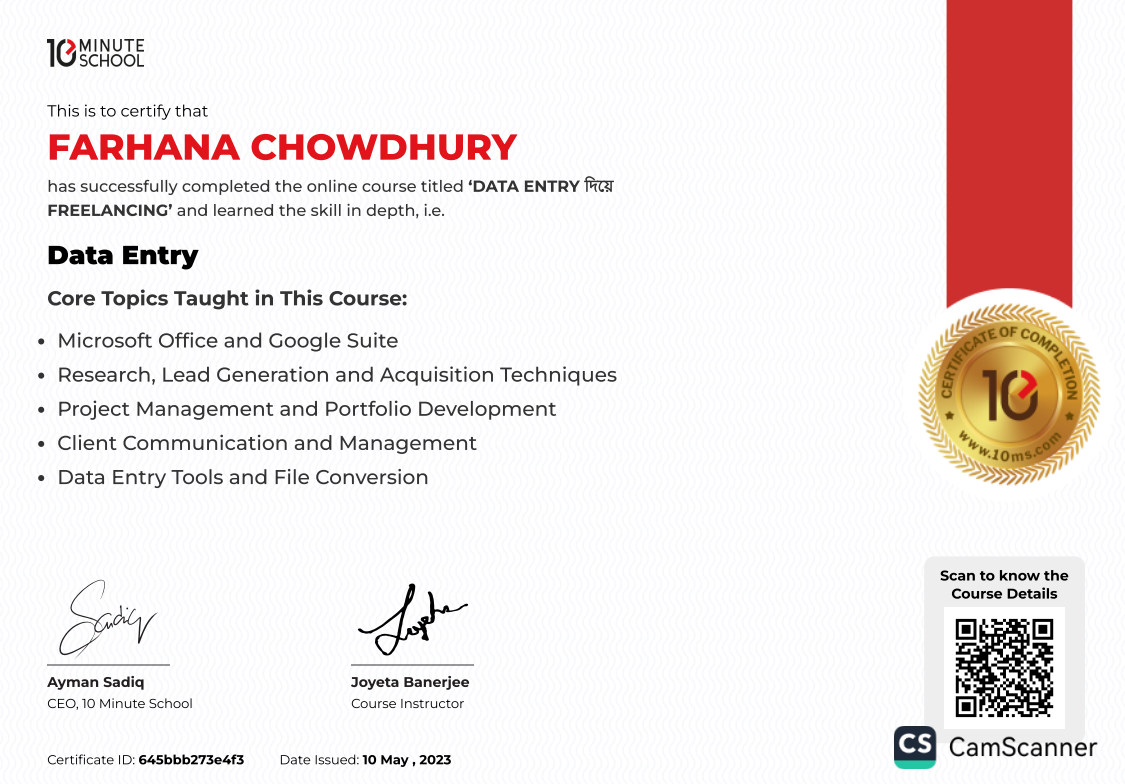 10 MINUTE
SCHOOL
This is to certify that
FARHANA CHOWDHURY
has successfully completed the online course titled ‘DATA ENTRY দিয়ে
FREELANCING’ and learned the skill in depth, i.e.
Data Entry
Core Topics Taught in This Course:
• Microsoft Office and Google Suite
• Research, Lead Generation and Acquisition Techniques
• Project Management and Portfolio Development
• Client Communication and Management
• Data Entry Tools and File Conversion
CERTIFICATE OF COMPLETION
10
www.10ms.com
Sadiq
Joyeta
Ayman Sadiq
CEO, 10 Minute School
Joyeta Banerjee
Course Instructor
Scan to know the
Course Details
Certificate ID: 645bbb273e4f3
Date Issued: 10 May , 2023
CS CamScanner